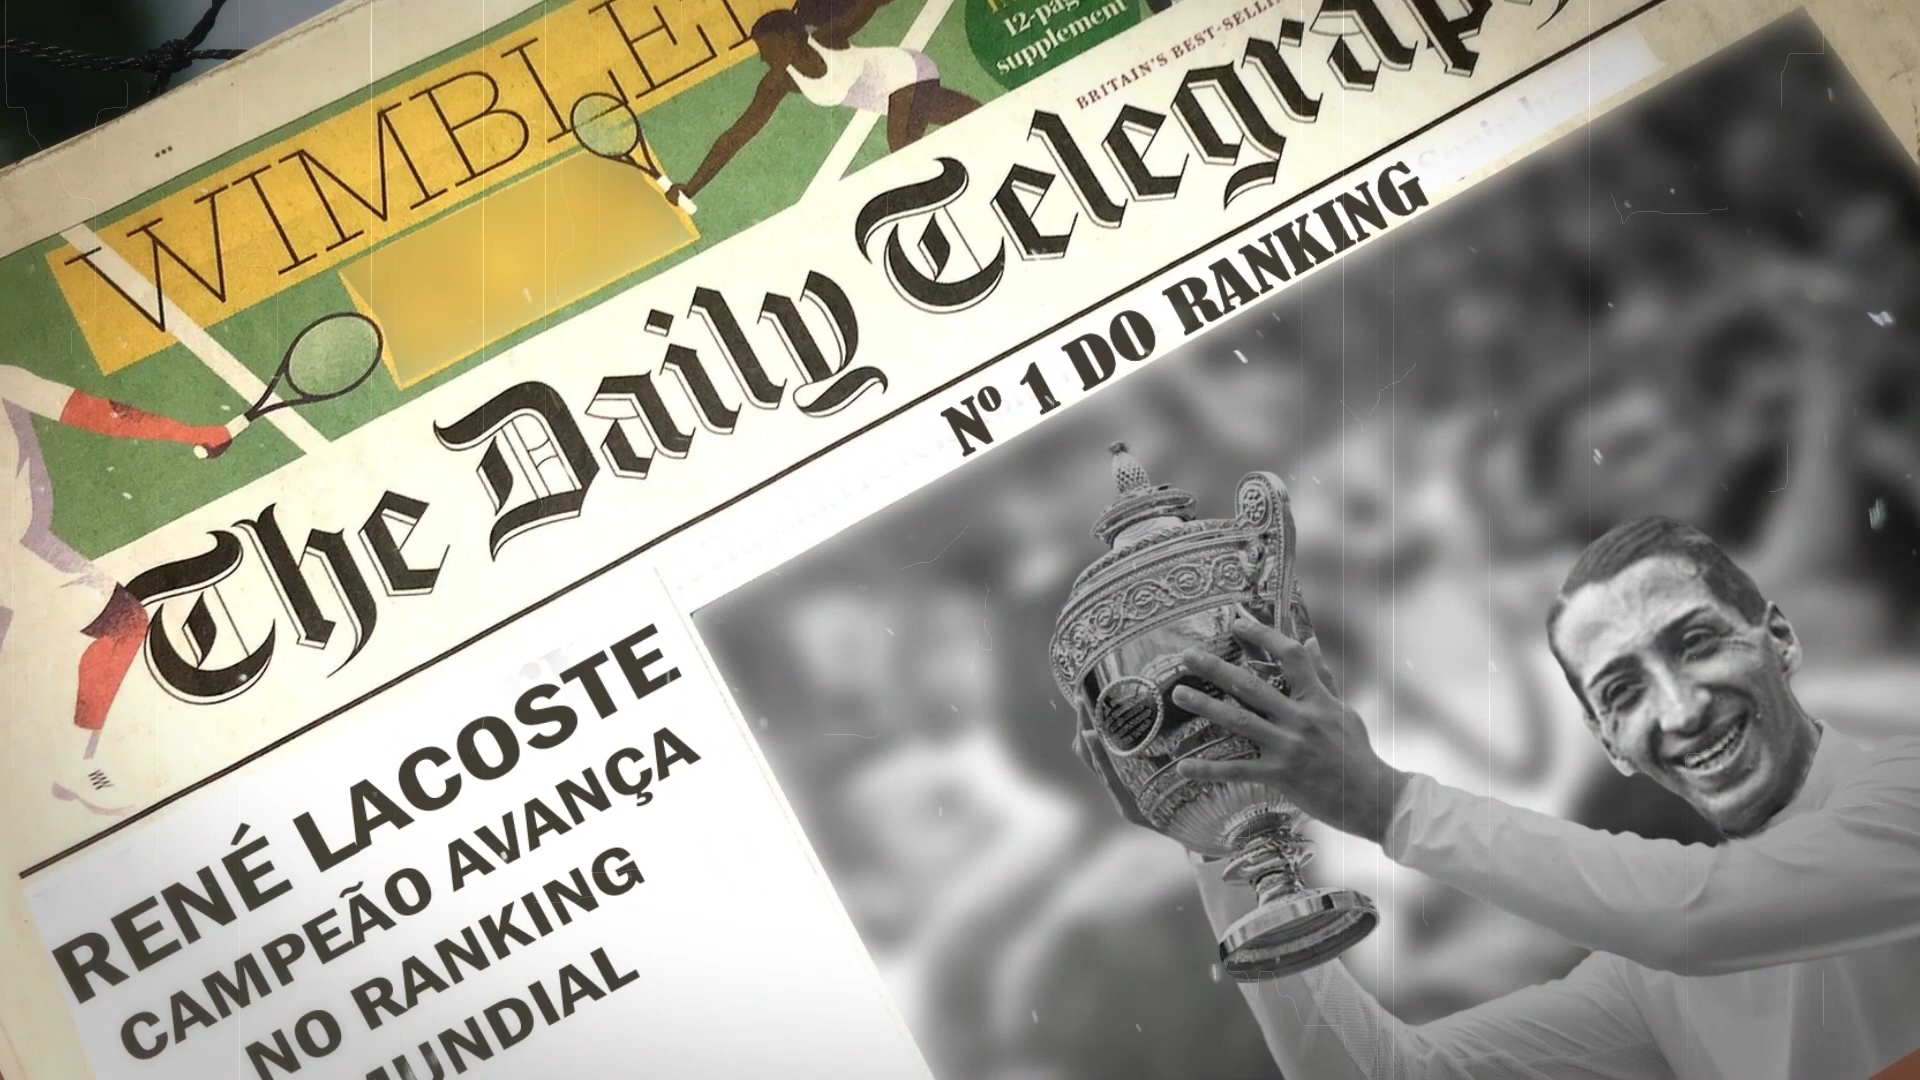 WIMBLE
12-page
supplement
BRITAIN'S BEST-SELLI
The Daily Telegraph
Nº 1 DO RANKING
RENÉ LACOSTE
CAMPEÃO AVANÇA
NO RANKING
MUNDIAL